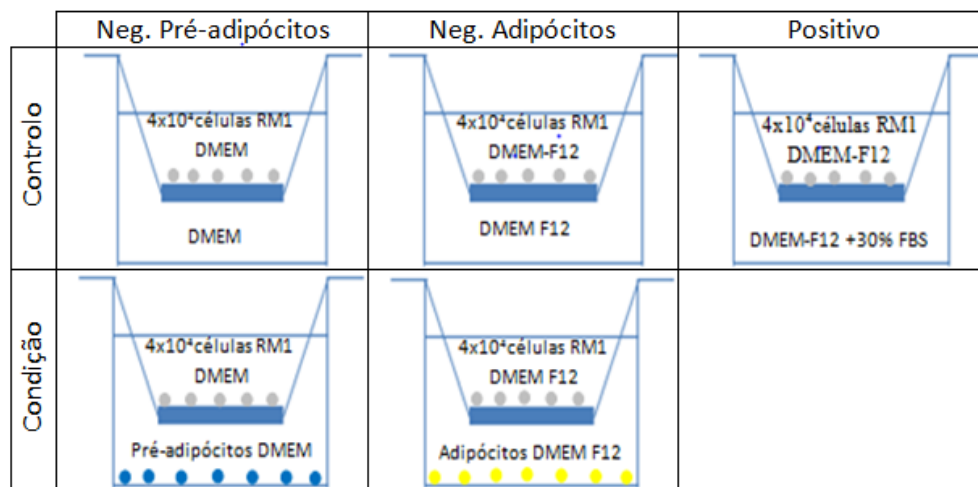 Neg. Pré-adipócitos
Neg. Adipócitos
Positivo
Controlo
4x10⁴células RM1
DMEM
DMEM
4x10⁴células RM1
DMEM-F12
DMEM F12
4x10⁴células RM1
DMEM-F12
DMEM-F12 +30% FBS
Condição
4x10⁴células RM1
DMEM
Pré-adipócitos DMEM
4x10⁴células RM1
DMEM F12
Adipócitos DMEM F12